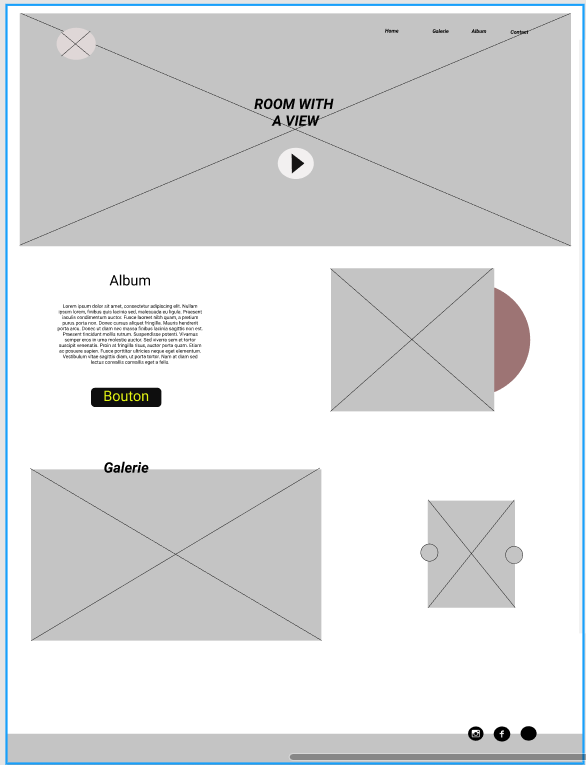 Home Galerie Album Contact
ROOM WITH
A VIEW
Album
Lorem ipsum dolor sit amet, consectetur adipiscing elit. Nullam
ipsum lorem, finibus quis lacinia sed, malesuada eu ligula. Praesent
iaculis condimentum auctor. Fusce laoreet nibh quam, a pretium
purus porta non. Donec cursus aliquet fringilla. Mauris hendrerit
porta arcu. Donec ut diam nec massa finibus lacinia sagittis non est.
Praesent tincidunt mollis rutrum. Suspendisse potenti. Vivamus
semper eros in urna molestie auctor. Sed viverra sem at tortor
suscipit venenatis. Proin at fringilla risus, auctor porta quam. Etiam
ac posuere sapien. Fusce porttitor ultricies neque eget elementum.
Vestibulum vitae sagittis diam, ut porta tortor. Nam at diam sed
lectus convallis convallis eget a felis.
Bouton
Galerie